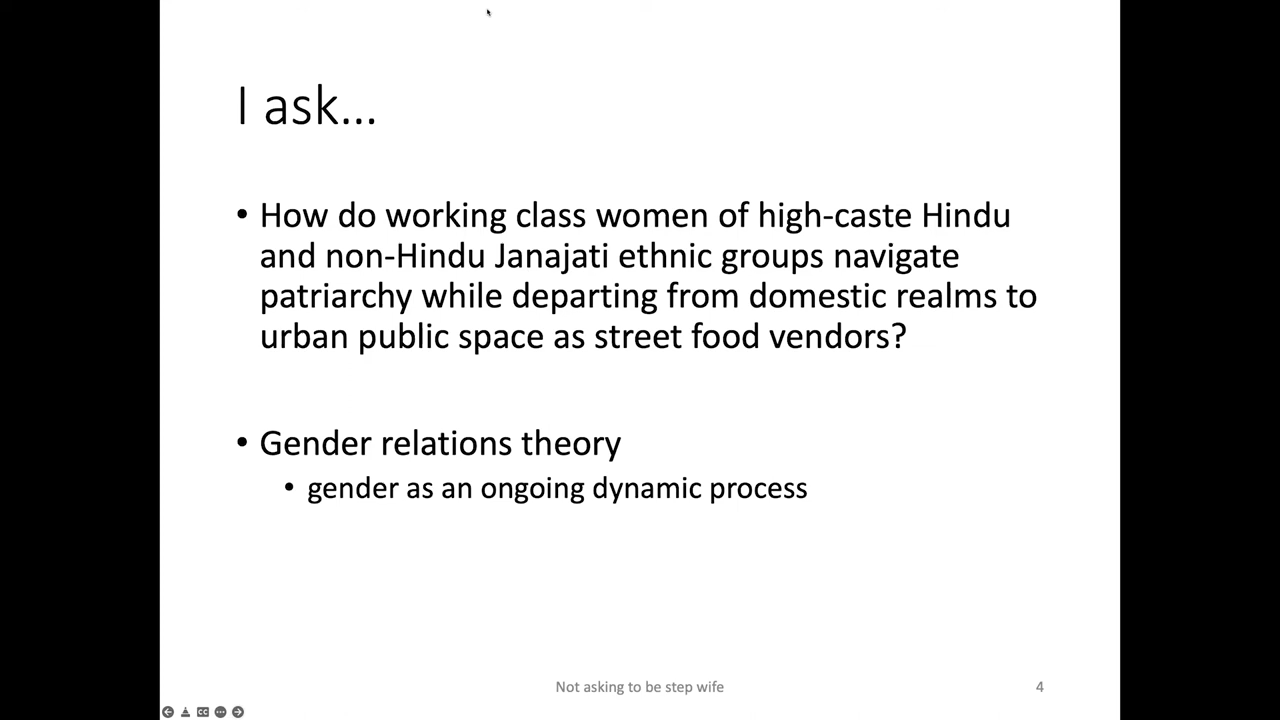 I ask...
• How do working class women of high-caste Hindu
and non-Hindu Janajati ethnic groups navigate
patriarchy while departing from domestic realms to
urban public space as street food vendors?
• Gender relations theory
• gender as an ongoing dynamic process
Not asking to be step wife
4
CC